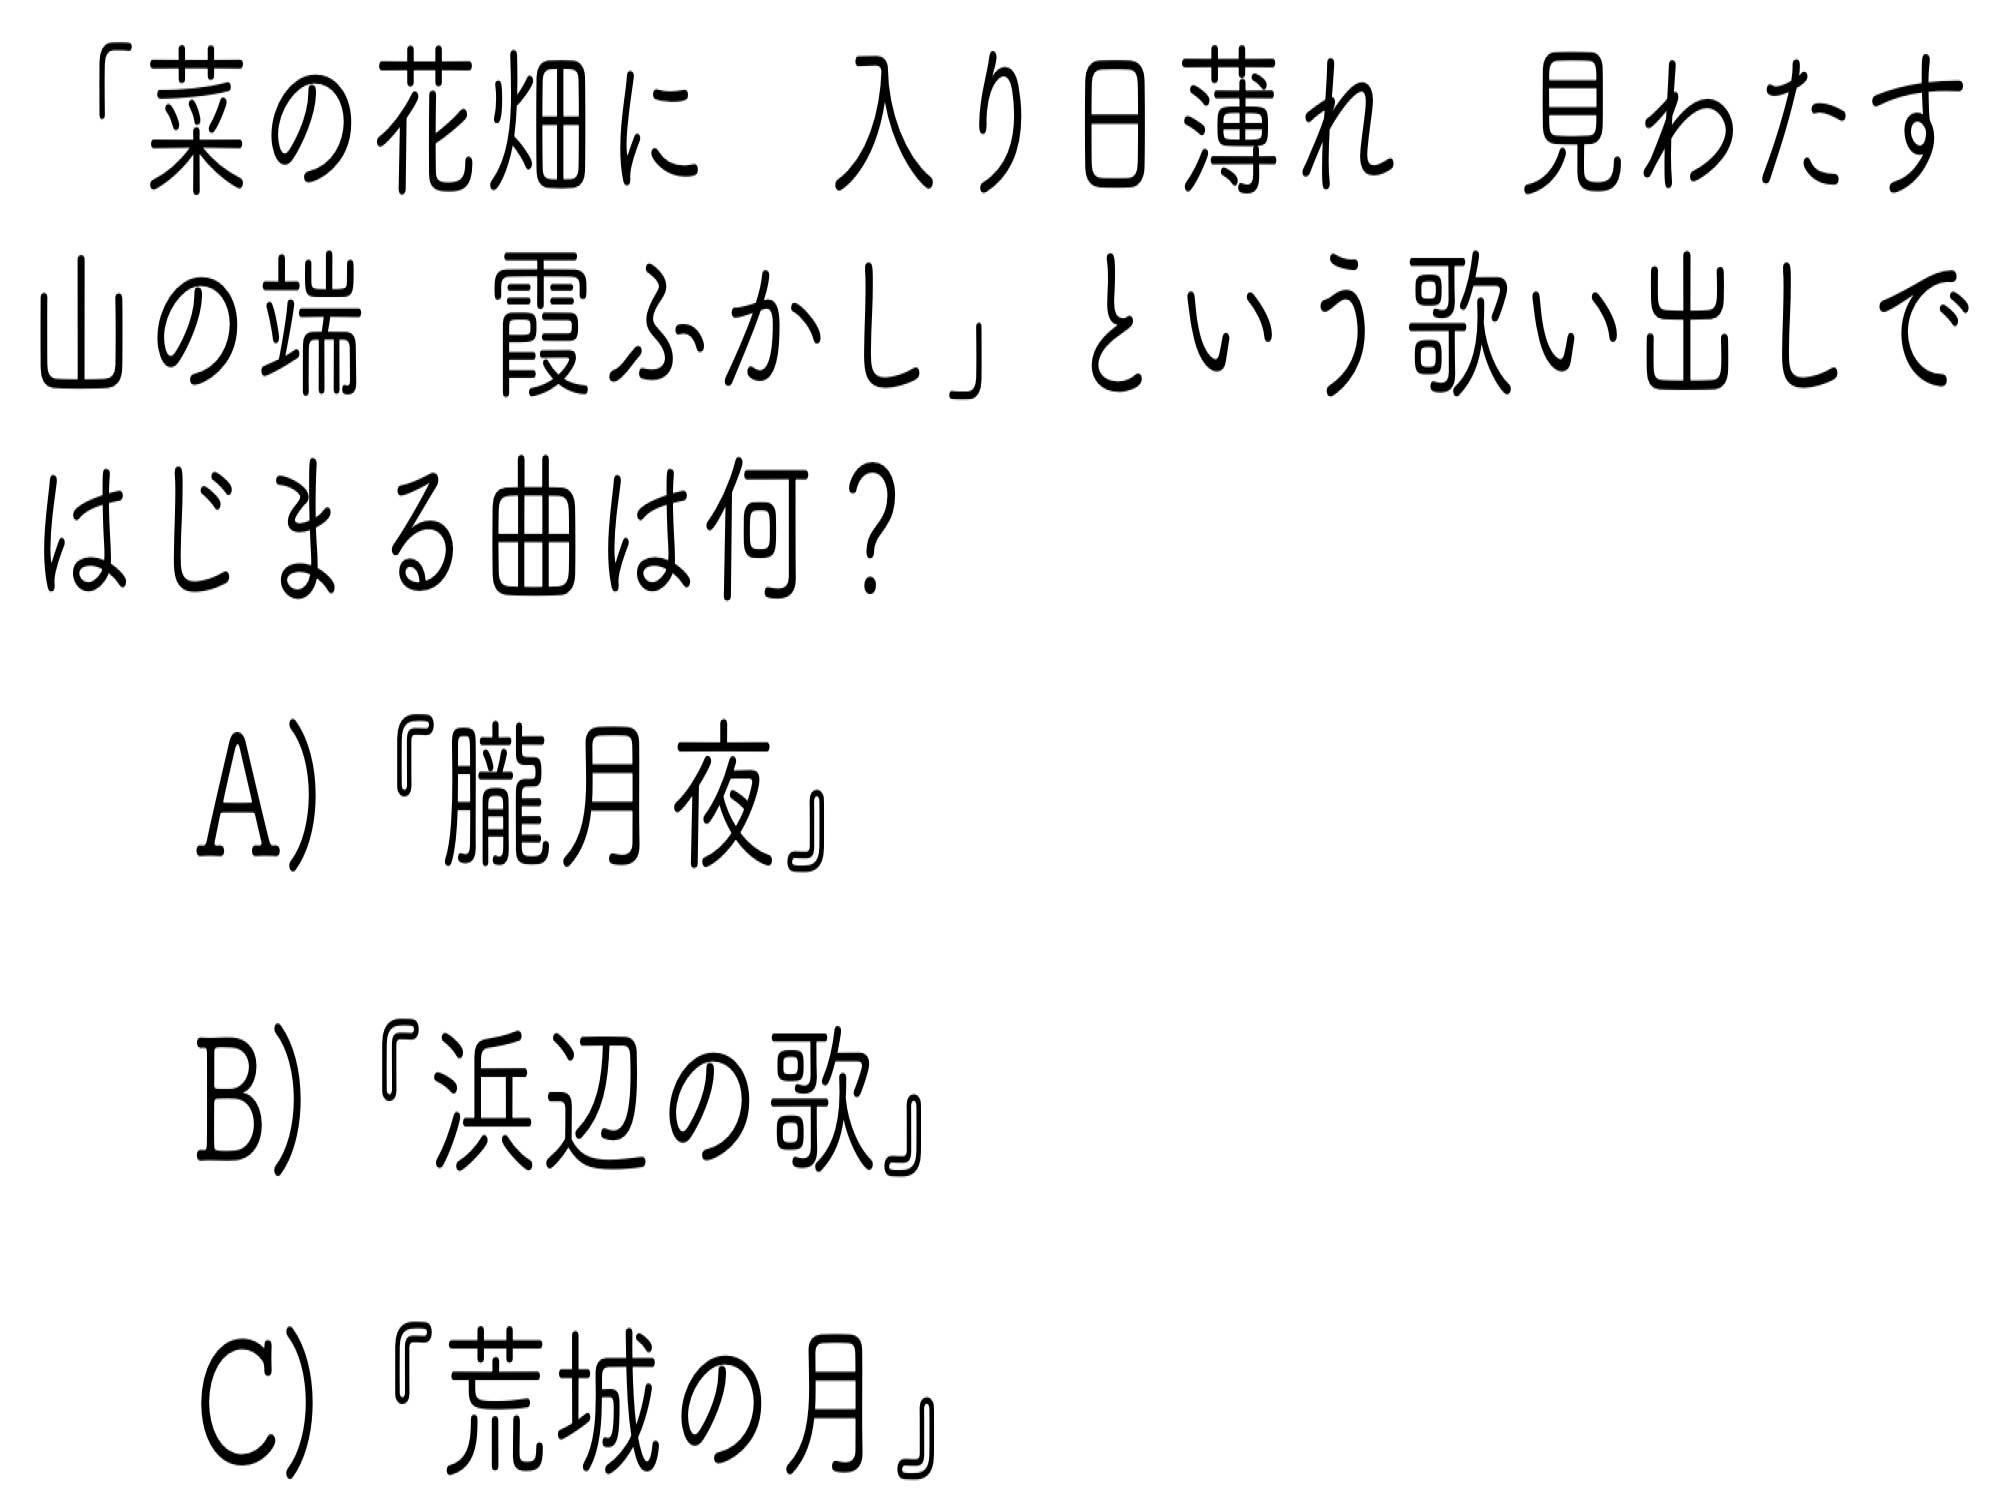 「菜の花畑に　入り日薄れ　見わたす
山の端　霞ふかし」という歌い出しで
はじまる曲は何？
A)『朧月夜』
B)『浜辺の歌』
C)『荒城の月』